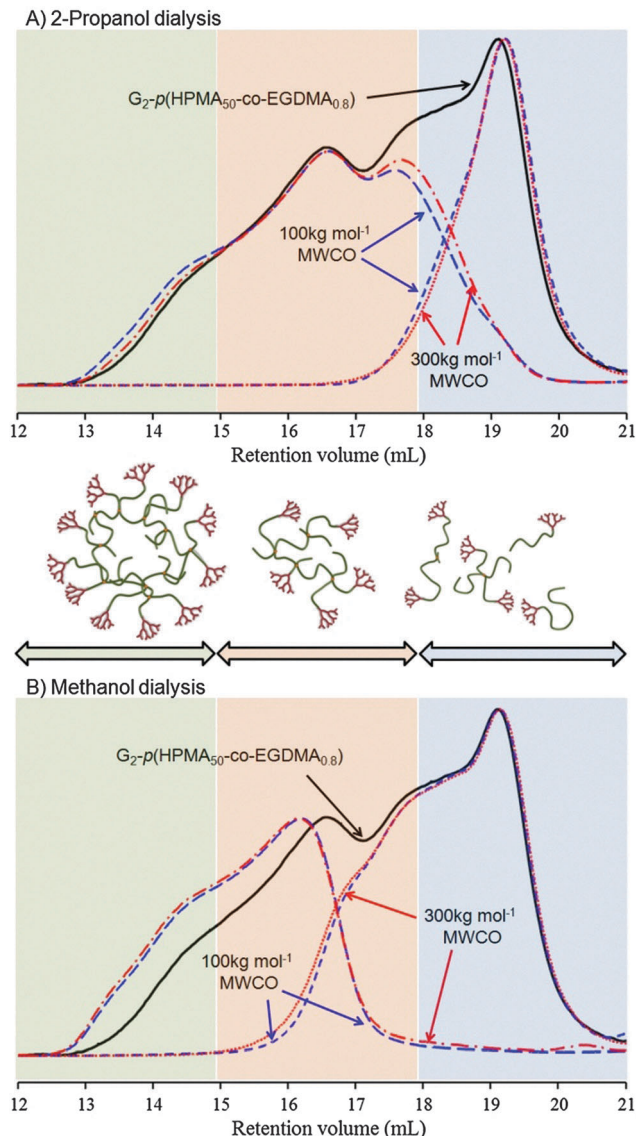 A) 2-Propanol dialysis
G₂-p(HPMA₅₀-co-EGDMA₀.₈)
100kg mol⁻¹
MWCO
300kg mol⁻¹
MWCO
12 13 14 15 16 17 18 19 20 21
Retention volume (mL)
B) Methanol dialysis
G₂-p(HPMA₅₀-co-EGDMA₀.₈)
300kg mol⁻¹
MWCO
100kg mol⁻¹
MWCO
12 13 14 15 16 17 18 19 20 21
Retention volume (mL)